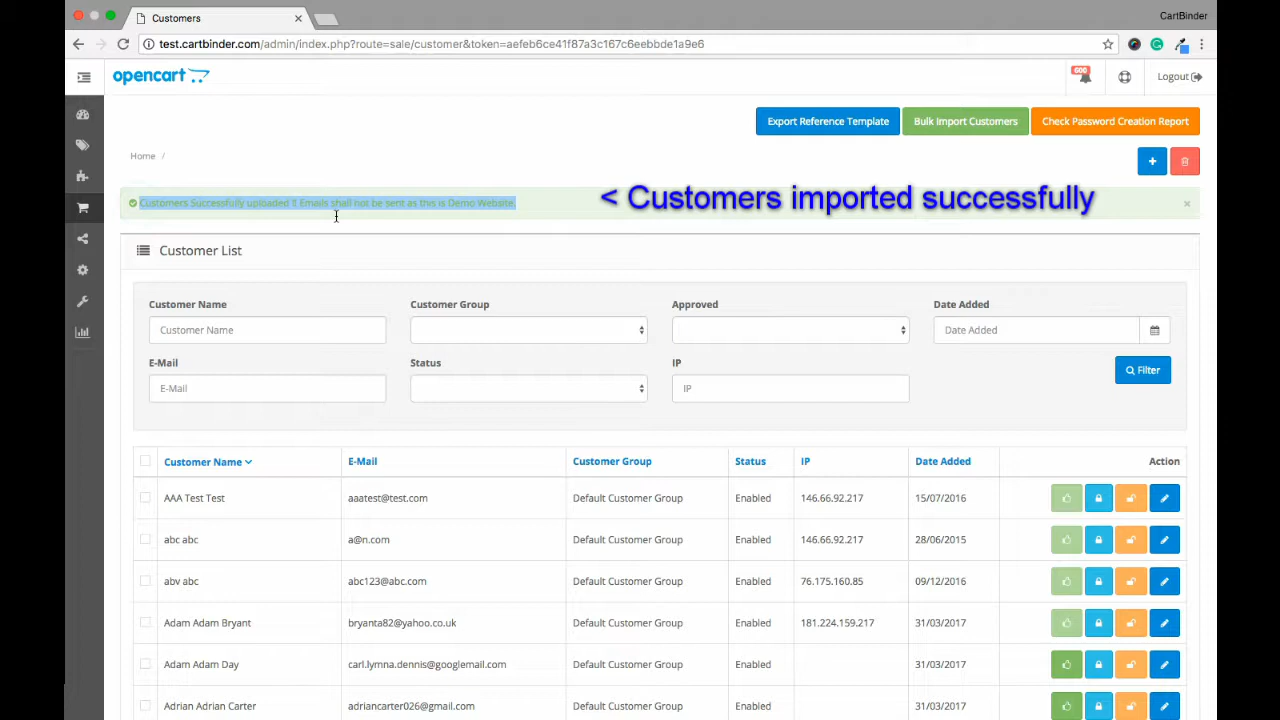 Customers
CartBinder
test.cartbinder.com/admin/index.php?route=sale/customer&token=aefeb6ce41f87a3c167c6eebbde1a9e6
opencart
600
Logout
Export Reference Template
Bulk Import Customers
Check Password Creation Report
Home /
Customers Successfully uploaded !! Emails shall not be sent as this is Demo Website.
< Customers imported successfully
×
Customer List
Customer Name Customer Group Approved Date Added
Customer Name Date Added
E-Mail Status IP
Filter
E-Mail IP
Customer Name E-Mail Customer Group Status IP Date Added Action
AAA Test Test aaatest@test.com Default Customer Group Enabled 146.66.92.217 15/07/2016
abc abc a@n.com Default Customer Group Enabled 146.66.92.217 28/06/2015
abv abc abc123@abc.com Default Customer Group Enabled 76.175.160.85 09/12/2016
Adam Adam Bryant bryanta82@yahoo.co.uk Default Customer Group Enabled 181.224.159.217 31/03/2017
Adam Adam Day carl.lymna.dennis@googlemail.com Default Customer Group Enabled 31/03/2017
Adrian Adrian Carter adriancarter026@gmail.com Default Customer Group Enabled 31/03/2017